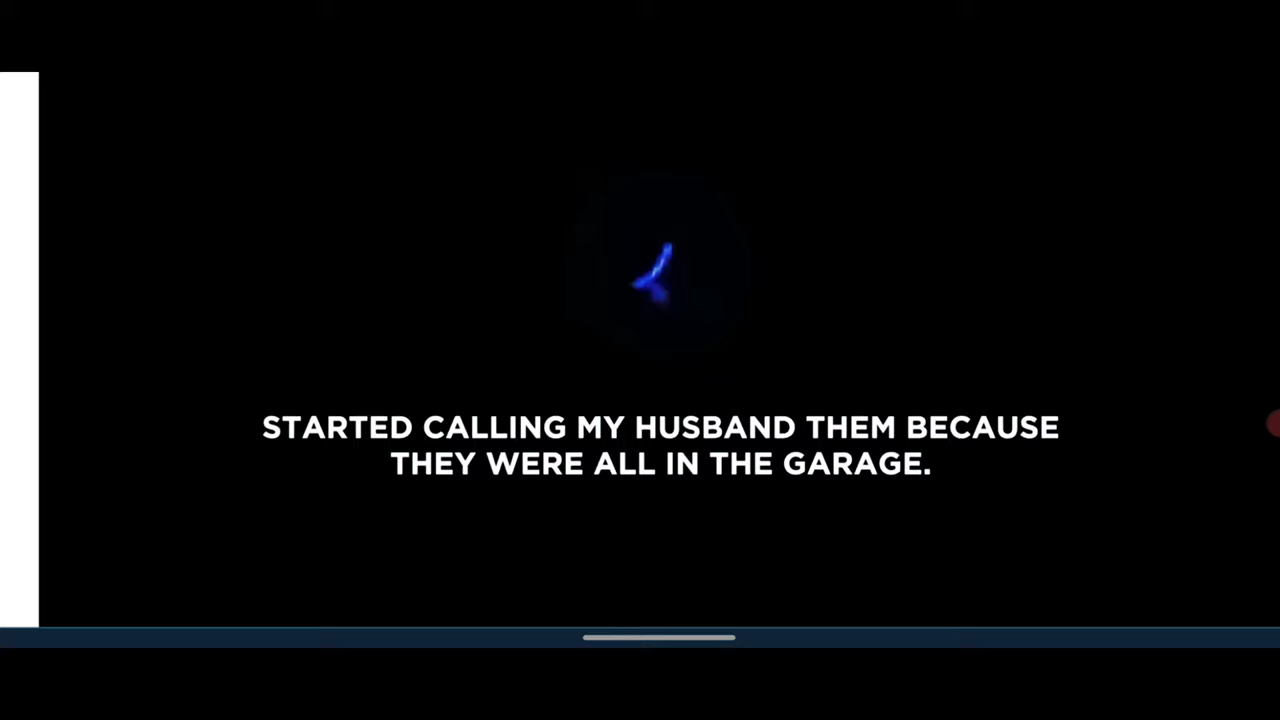 STARTED CALLING MY HUSBAND THEM BECAUSE
THEY WERE ALL IN THE GARAGE.